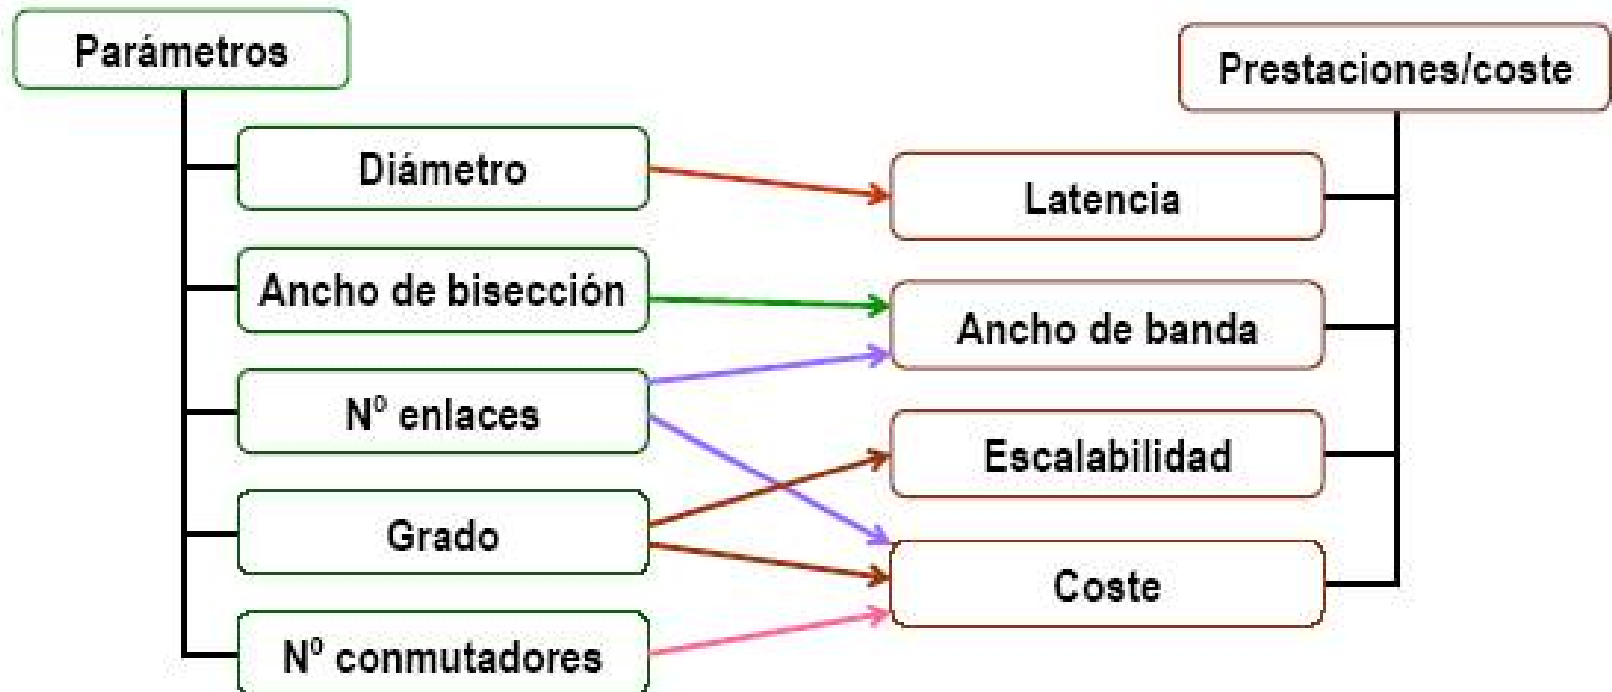 Parámetros
Prestaciones/coste
Diámetro
Latencia
Ancho de bisección
Ancho de banda
Nº enlaces
Escalabilidad
Grado
Coste
Nº conmutadores